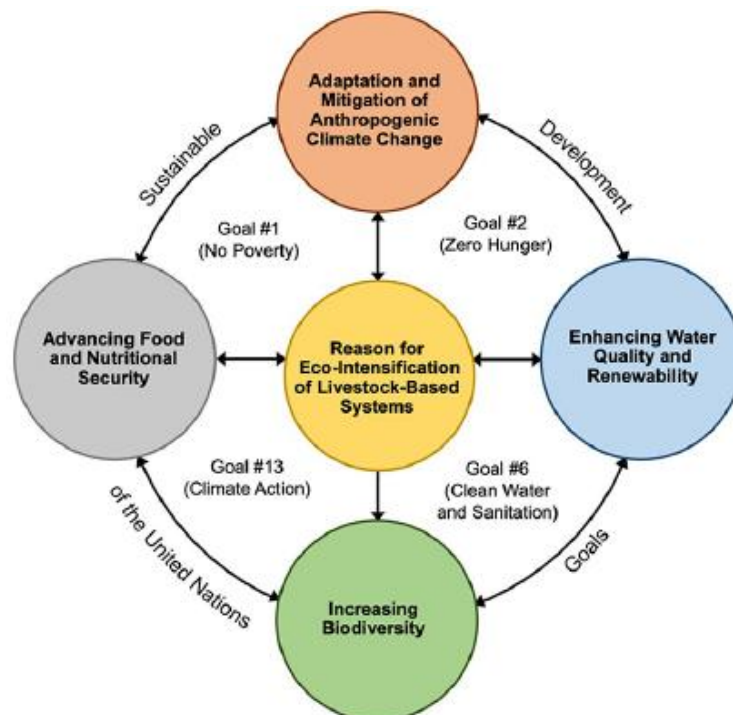 Adaptation and
Mitigation of
Anthropogenic
Climate Change
Sustainable
Development
Goal #1
(No Poverty)
Goal #2
(Zero Hunger)
Advancing Food
and Nutritional
Security
Reason for
Eco-Intensification
of Livestock-Based
Systems
Enhancing Water
Quality and
Renewability
Goal #13
(Climate Action)
Goal #6
(Clean Water
and Sanitation)
of the United Nations
Goals
Increasing
Biodiversity